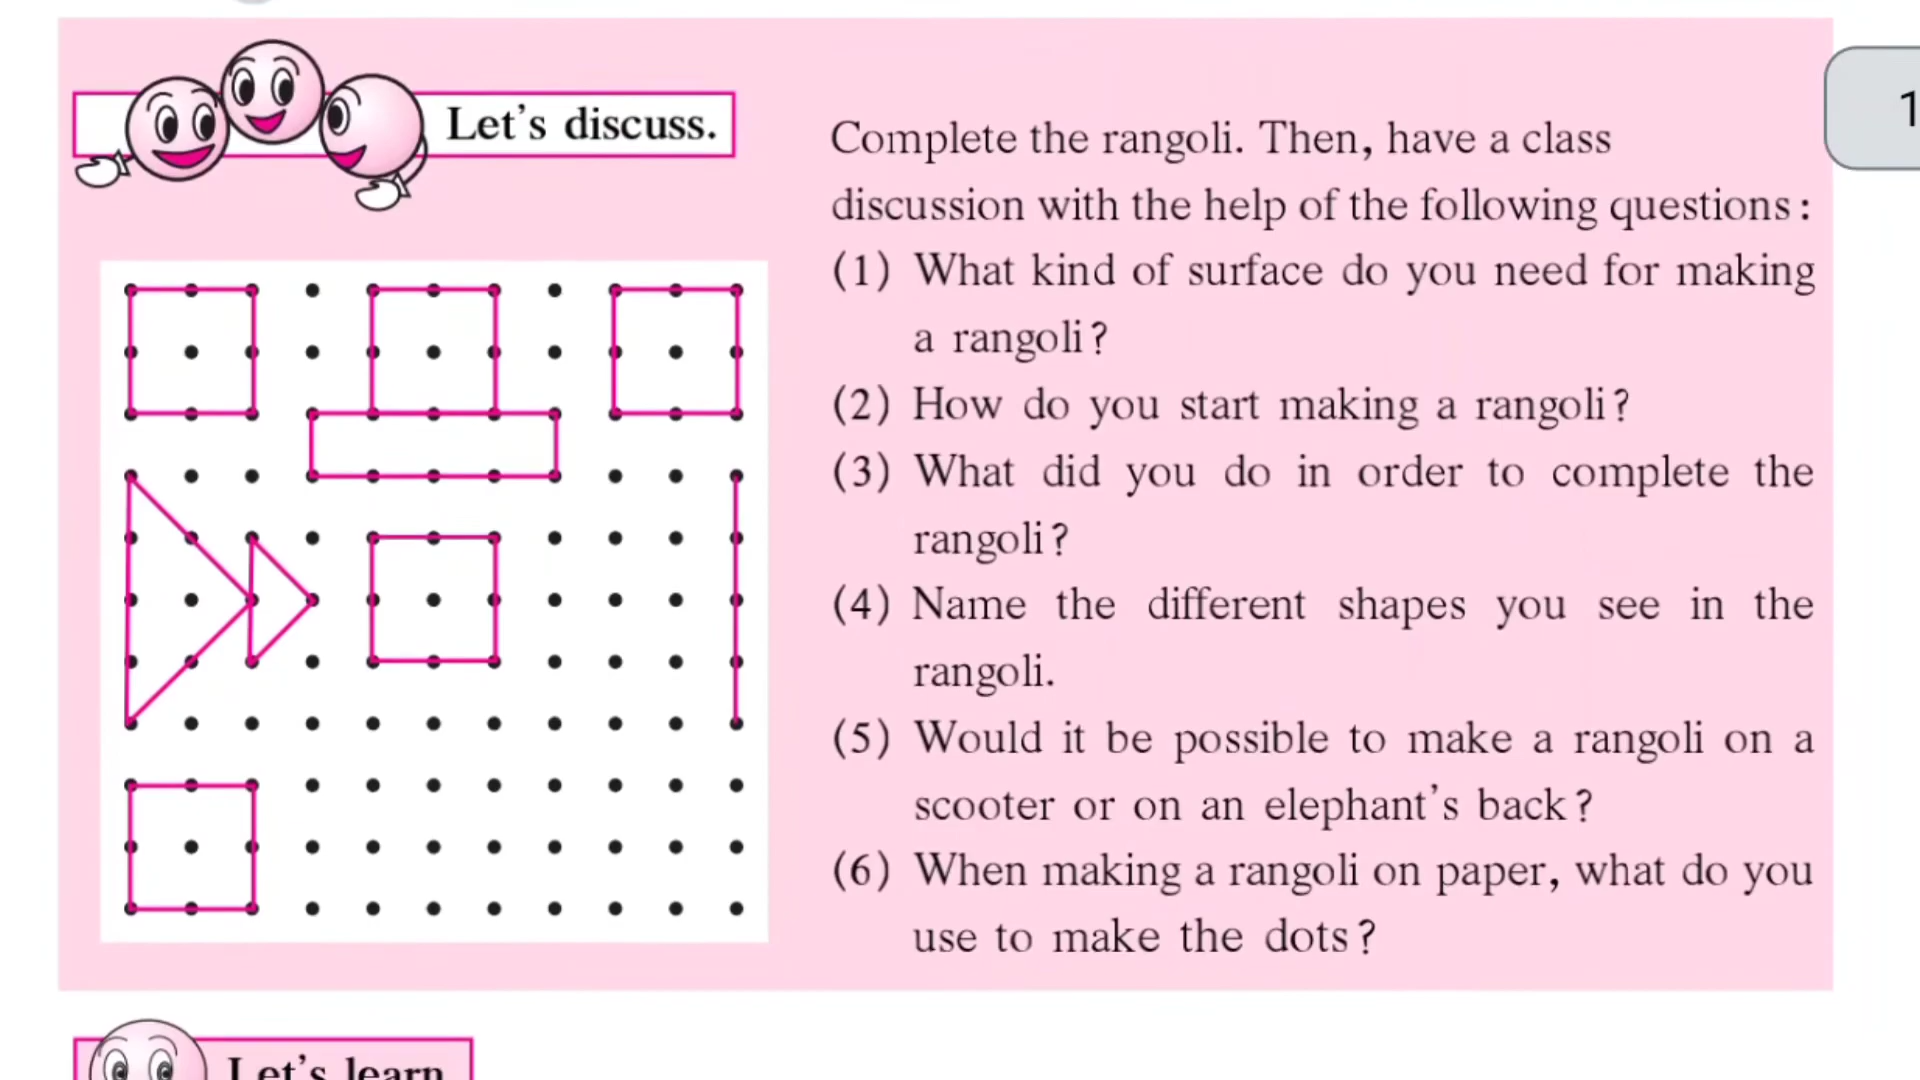 Let's discuss.
Complete the rangoli. Then, have a class
discussion with the help of the following questions :
(1) What kind of surface do you need for making
a rangoli ?
(2) How do you start making a rangoli ?
(3) What did you do in order to complete the
rangoli ?
(4) Name the different shapes you see in the
rangoli.
(5) Would it be possible to make a rangoli on a
scooter or on an elephant's back ?
(6) When making a rangoli on paper, what do you
use to make the dots ?
1
Let's learn